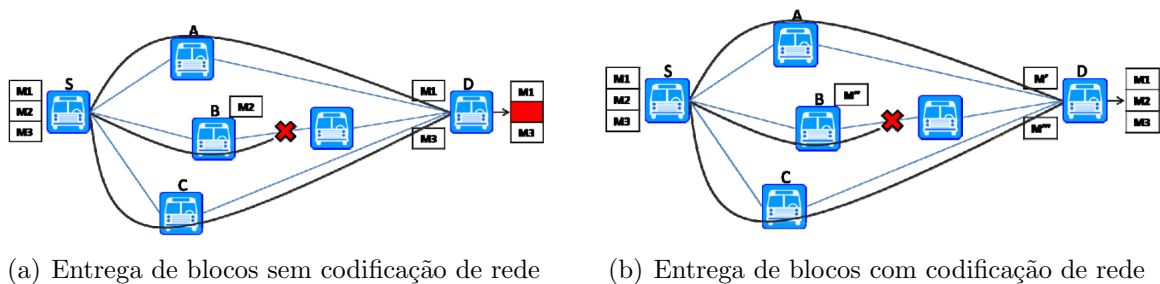 A
S
M1
M2
M3
B
M2
C
M1
M3
D
M1
M3
(a) Entrega de blocos sem codificação de rede
A
S
M1
M2
M3
B
M''
C
M'
M'''
D
M1
M2
M3
(b) Entrega de blocos com codificação de rede